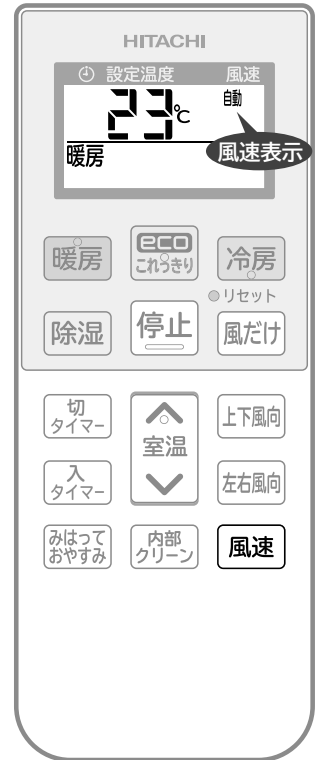 HITACHI
設定温度 風速
23℃ 自動
暖房
風速表示
暖房 eco これっきり 冷房
リセット
除湿 停止 風だけ
切タイマー
室温
上下風向
入タイマー
左右風向
みはっておやすみ
内部クリーン
風速